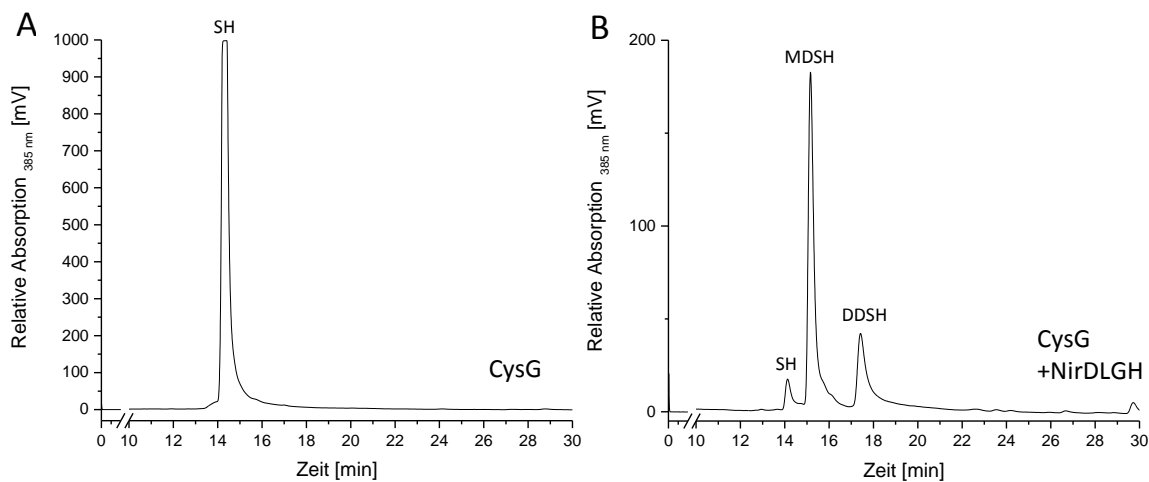 A
SH
Relative Absorption 385 nm [mV]
1000
900
800
700
600
500
400
300
200
100
0
CysG
0 10 12 14 16 18 20 22 24 26 28 30
Zeit [min]
B
MDSH
DDSH
SH
Relative Absorption 385 nm [mV]
200
100
0
CysG
+NirDLGH
0 10 12 14 16 18 20 22 24 26 28 30
Zeit [min]